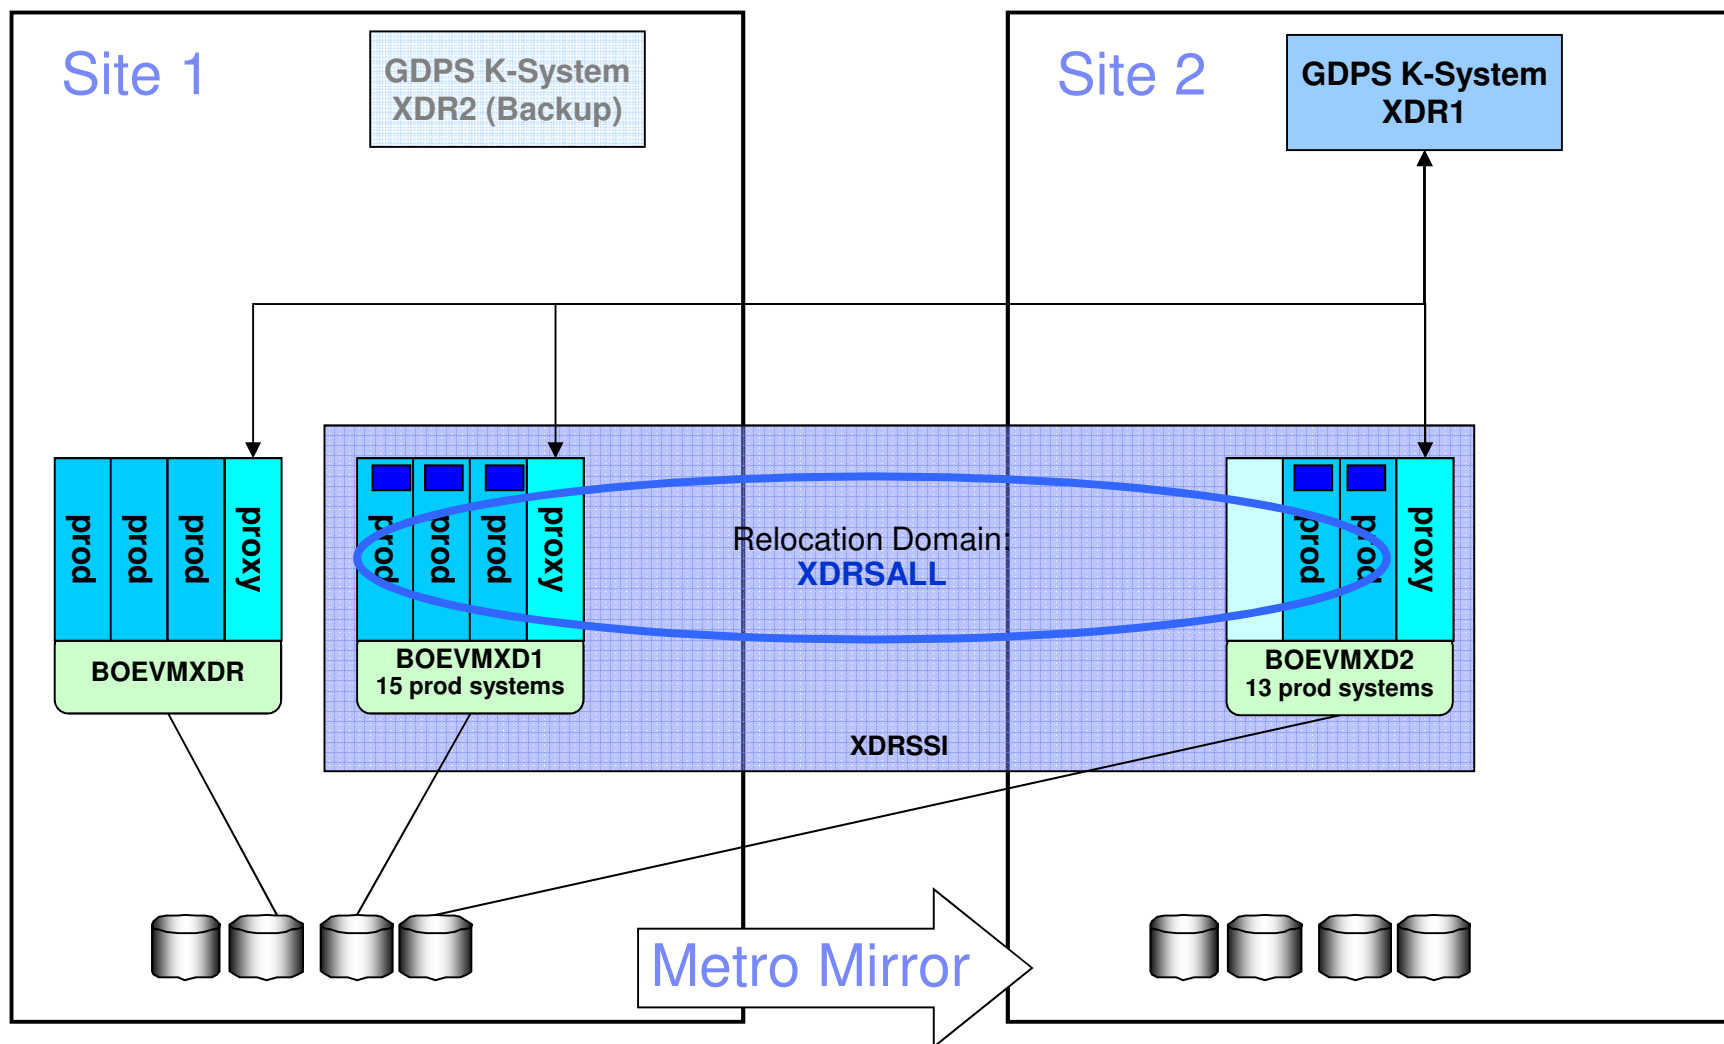 Site 1
GDPS K-System
XDR2 (Backup)
Site 2
GDPS K-System
XDR1
prod
prod
prod
proxy
prod
prod
prod
proxy
Relocation Domain:
XDRSALL
prod
prod
proxy
BOEVMXDR
BOEVMXD1
15 prod systems
BOEVMXD2
13 prod systems
XDRSSI
Metro Mirror